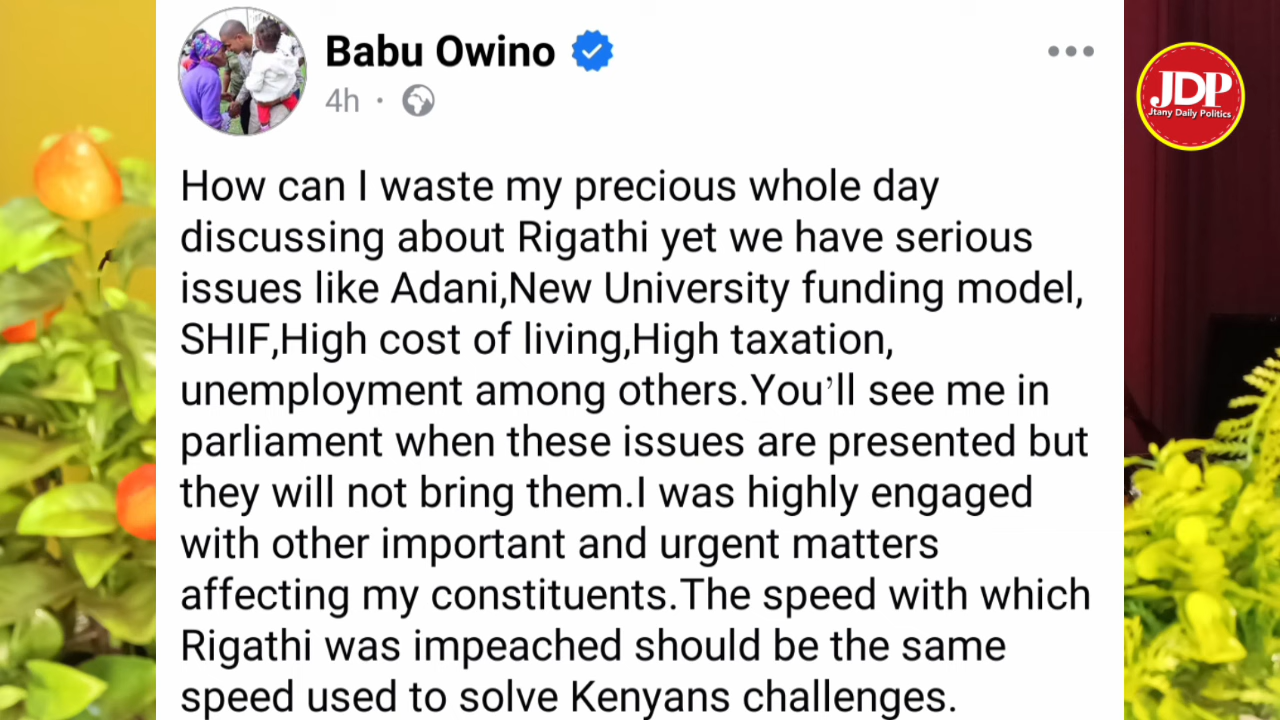 Babu Owino
4h
JDP
Jtany Daily Politics
How can I waste my precious whole day
discussing about Rigathi yet we have serious
issues like Adani,New University funding model,
SHIF,High cost of living,High taxation,
unemployment among others.You’ll see me in
parliament when these issues are presented but
they will not bring them.I was highly engaged
with other important and urgent matters
affecting my constituents.The speed with which
Rigathi was impeached should be the same
speed used to solve Kenyans challenges.